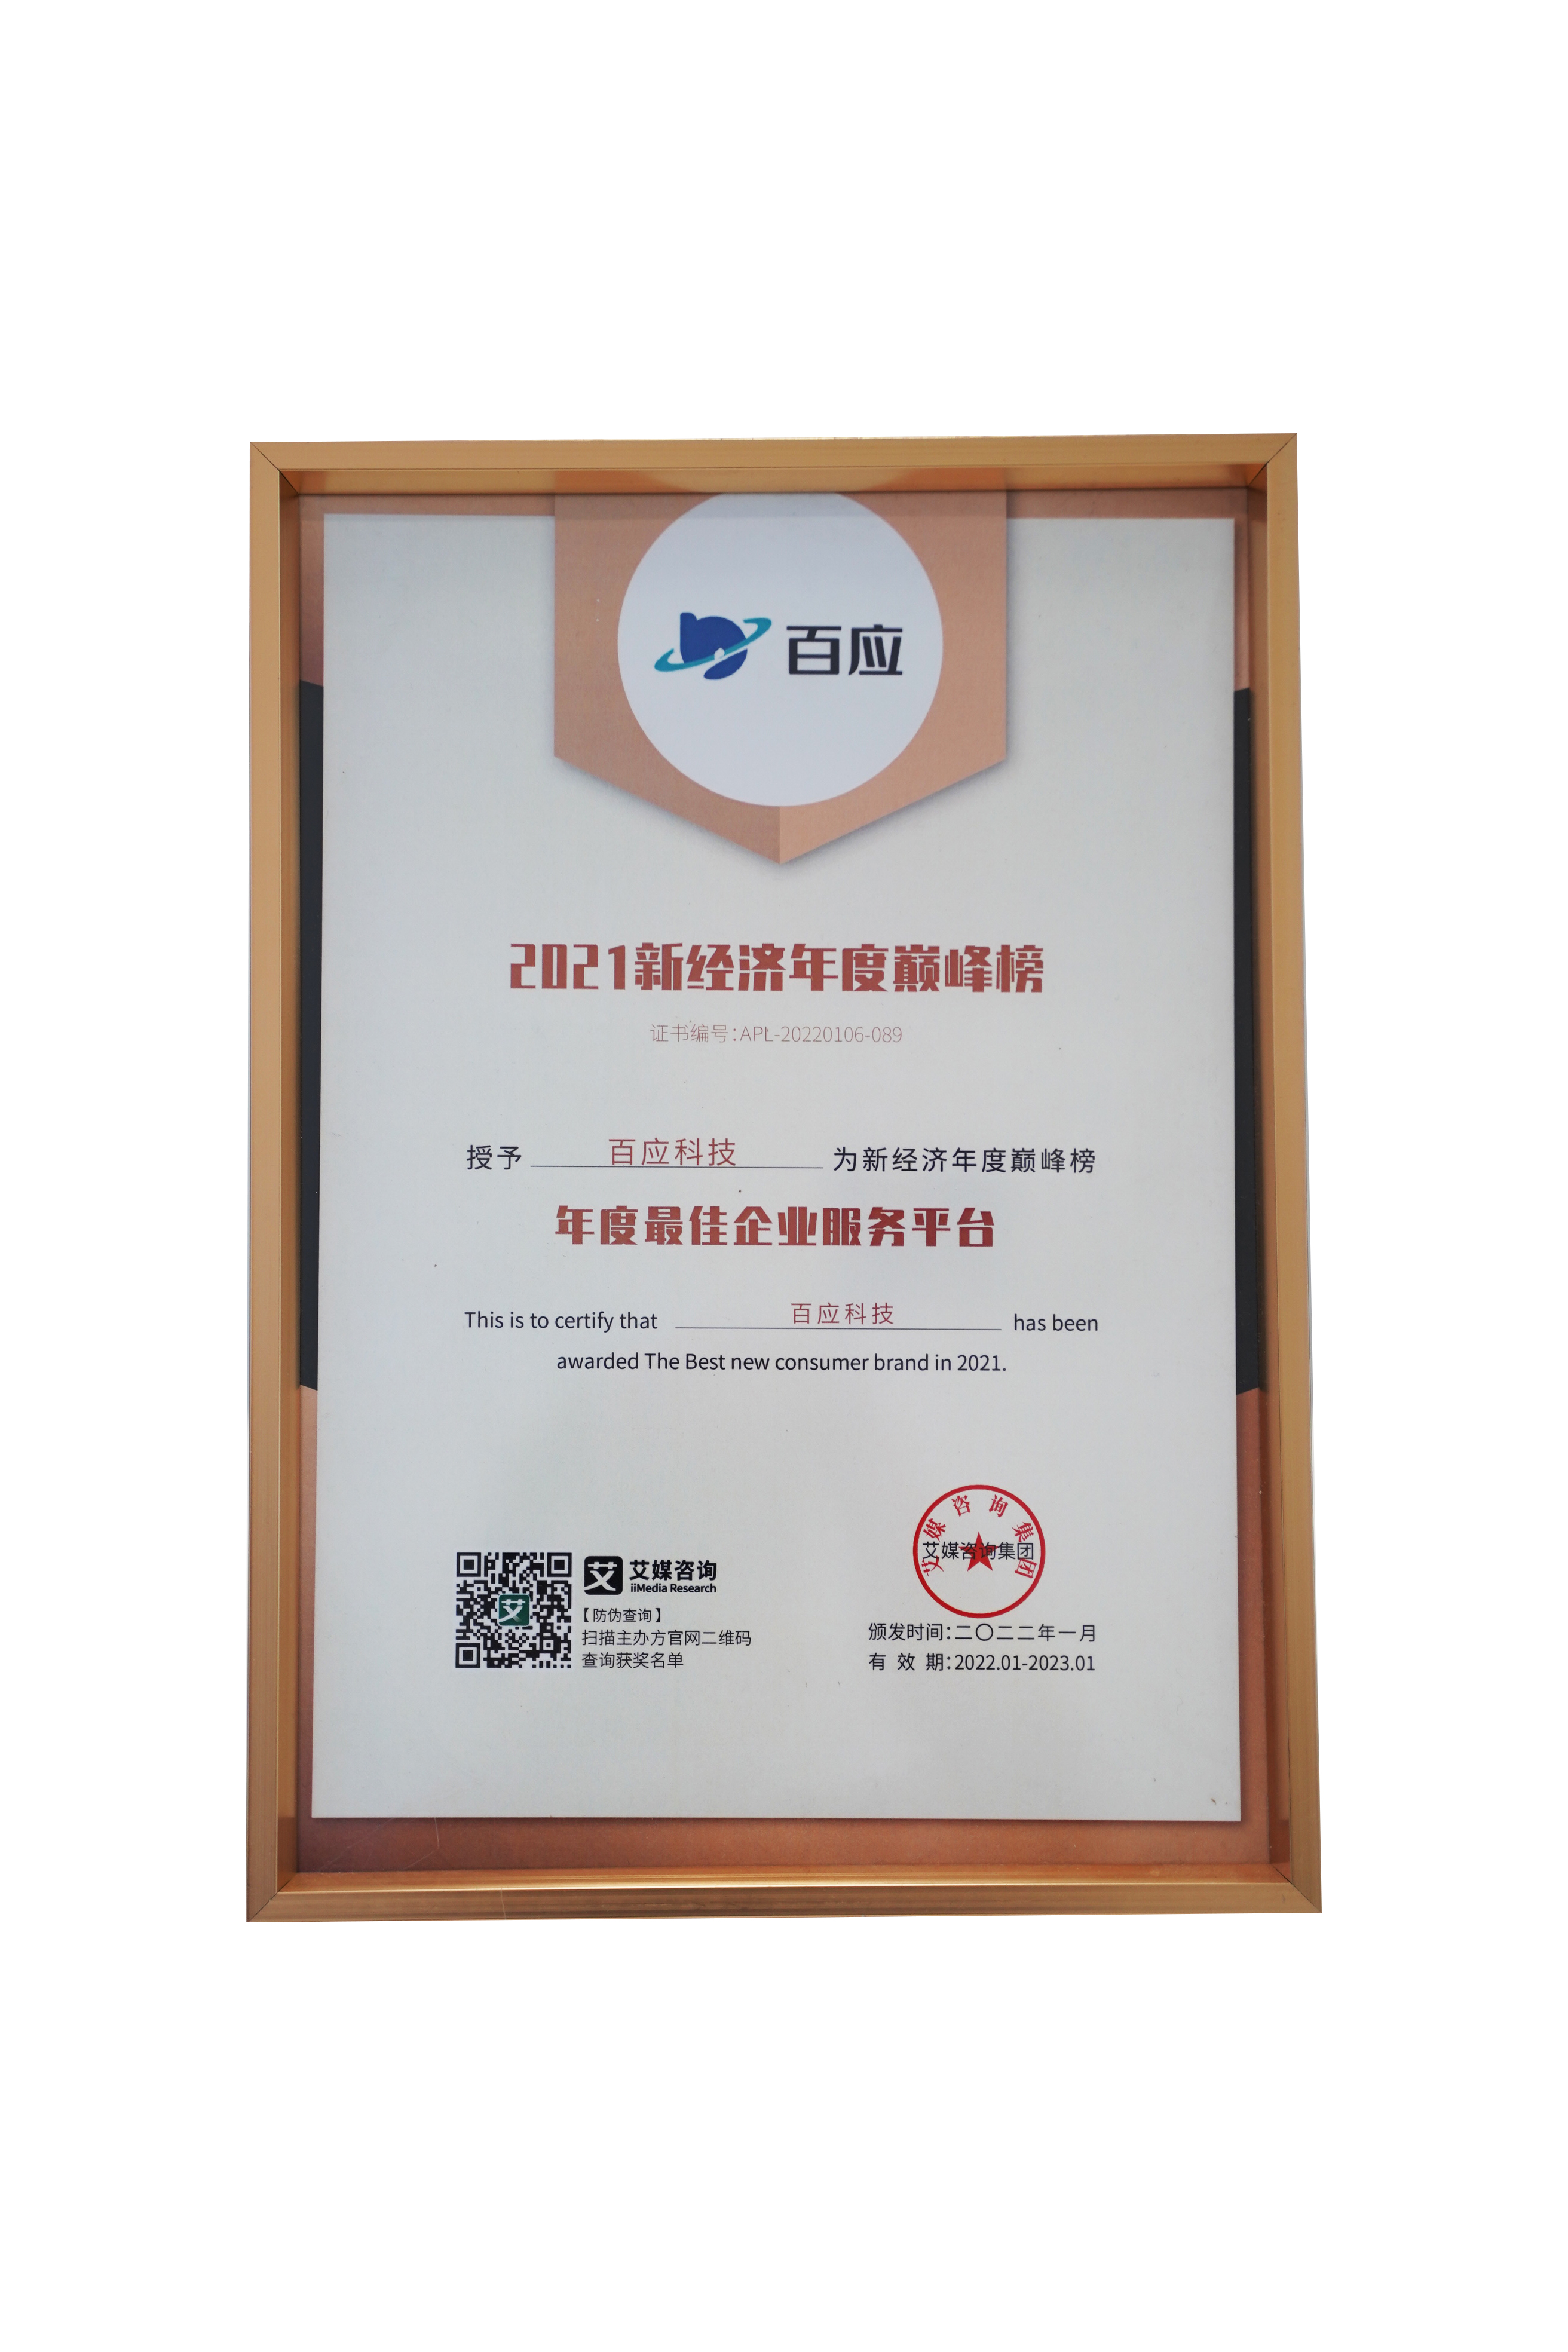 百应
2021新经济年度巅峰榜
证书编号:APL-20220106-089
授予 百应科技 为新经济年度巅峰榜
年度最佳企业服务平台
This is to certify that 百应科技 has been
awarded The Best new consumer brand in 2021.
艾媒咨询集团
艾媒咨询集团
艾
艾 艾媒咨询
iiMedia Research
【防伪查询】
扫描主办方官网二维码
查询获奖名单
颁发时间:二〇二二年一月
有 效 期:2022.01-2023.01